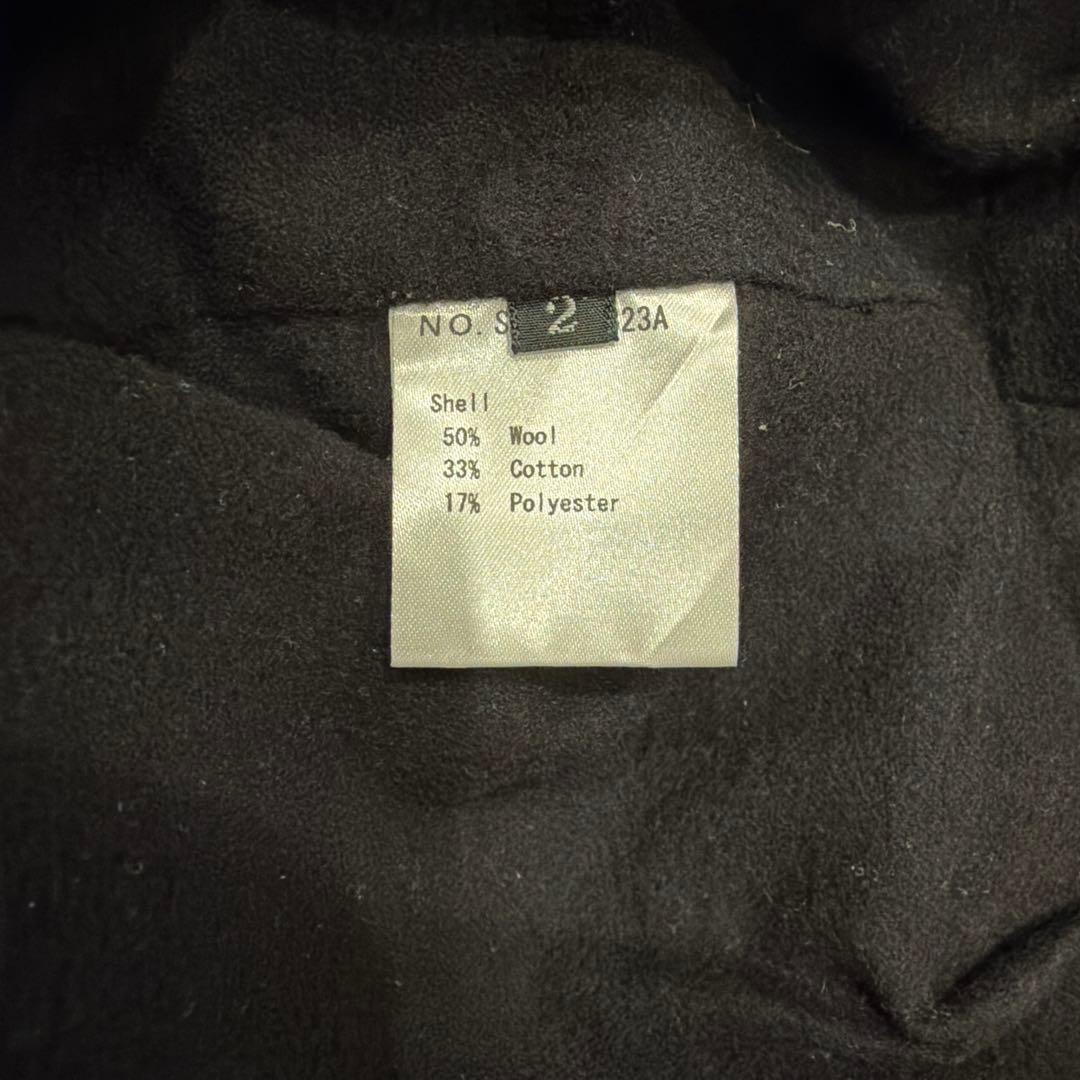 NO. S 2 23A
Shell
50% Wool
33% Cotton
17% Polyester